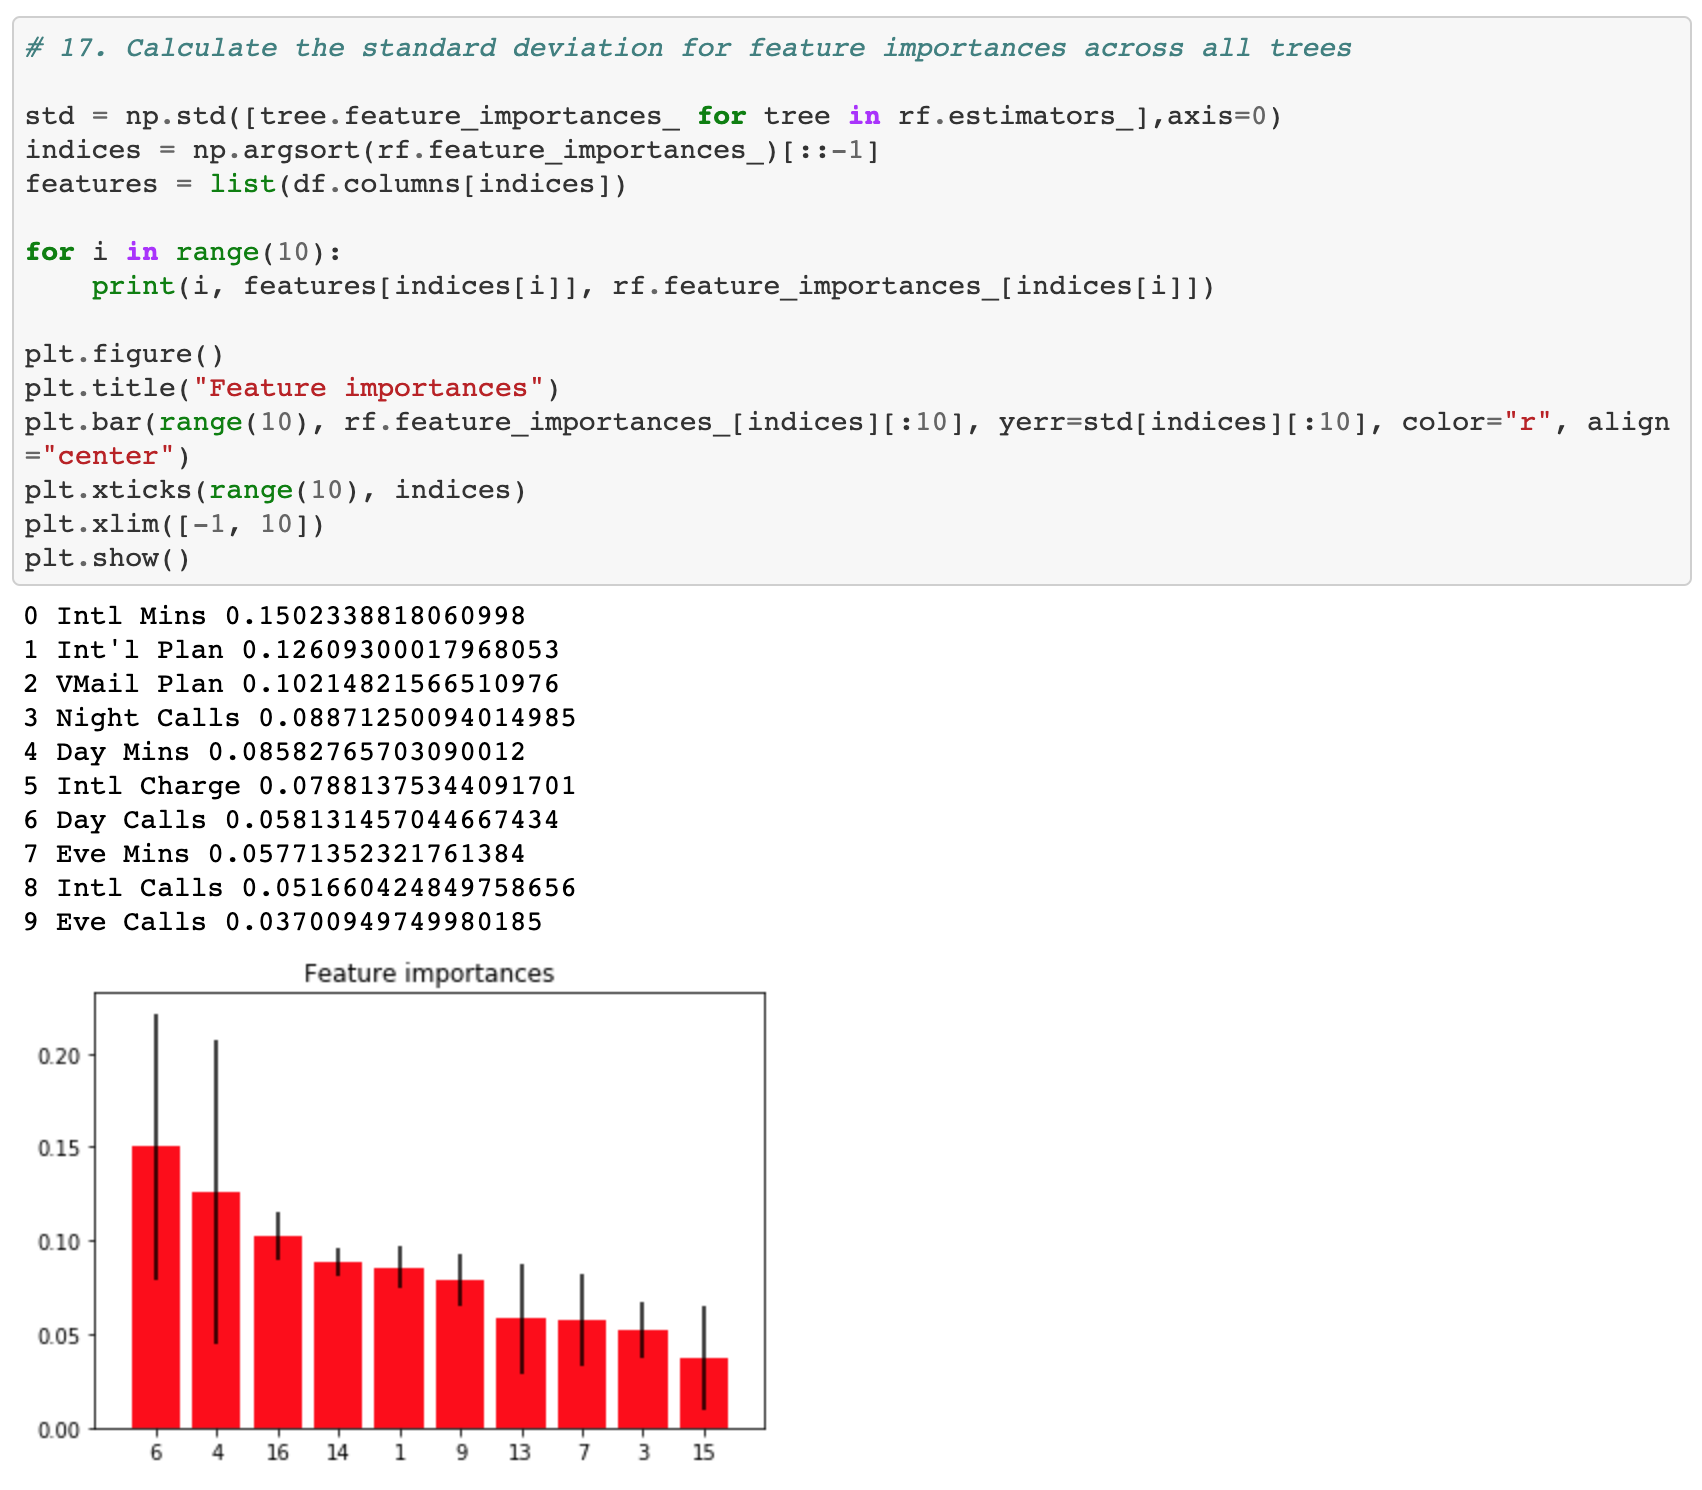 # 17. Calculate the standard deviation for feature importances across all trees
std = np.std([tree.feature_importances_ for tree in rf.estimators_],axis=0)
indices = np.argsort(rf.feature_importances_)[::-1]
features = list(df.columns[indices])
for i in range(10):
    print(i, features[indices[i]], rf.feature_importances_[indices[i]])
plt.figure()
plt.title("Feature importances")
plt.bar(range(10), rf.feature_importances_[indices][:10], yerr=std[indices][:10], color="r", align
="center")
plt.xticks(range(10), indices)
plt.xlim([-1, 10])
plt.show()
0 Intl Mins 0.1502338818060998
1 Int'l Plan 0.12609300017968053
2 VMail Plan 0.10214821566510976
3 Night Calls 0.08871250094014985
4 Day Mins 0.08582765703090012
5 Intl Charge 0.07881375344091701
6 Day Calls 0.058131457044667434
7 Eve Mins 0.05771352321761384
8 Intl Calls 0.051660424849758656
9 Eve Calls 0.03700949749980185
Feature importances
0.20
0.15
0.10
0.05
0.00
6 4 16 14 1 9 13 7 3 15